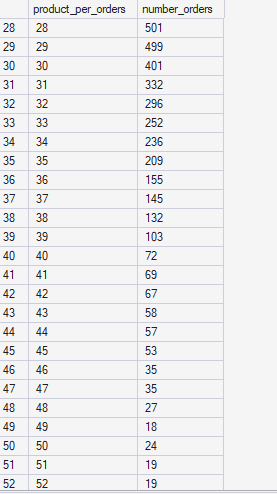 product_per_orders number_orders
28 28 501
29 29 499
30 30 401
31 31 332
32 32 296
33 33 252
34 34 236
35 35 209
36 36 155
37 37 145
38 38 132
39 39 103
40 40 72
41 41 69
42 42 67
43 43 58
44 44 57
45 45 53
46 46 35
47 47 35
48 48 27
49 49 18
50 50 24
51 51 19
52 52 19